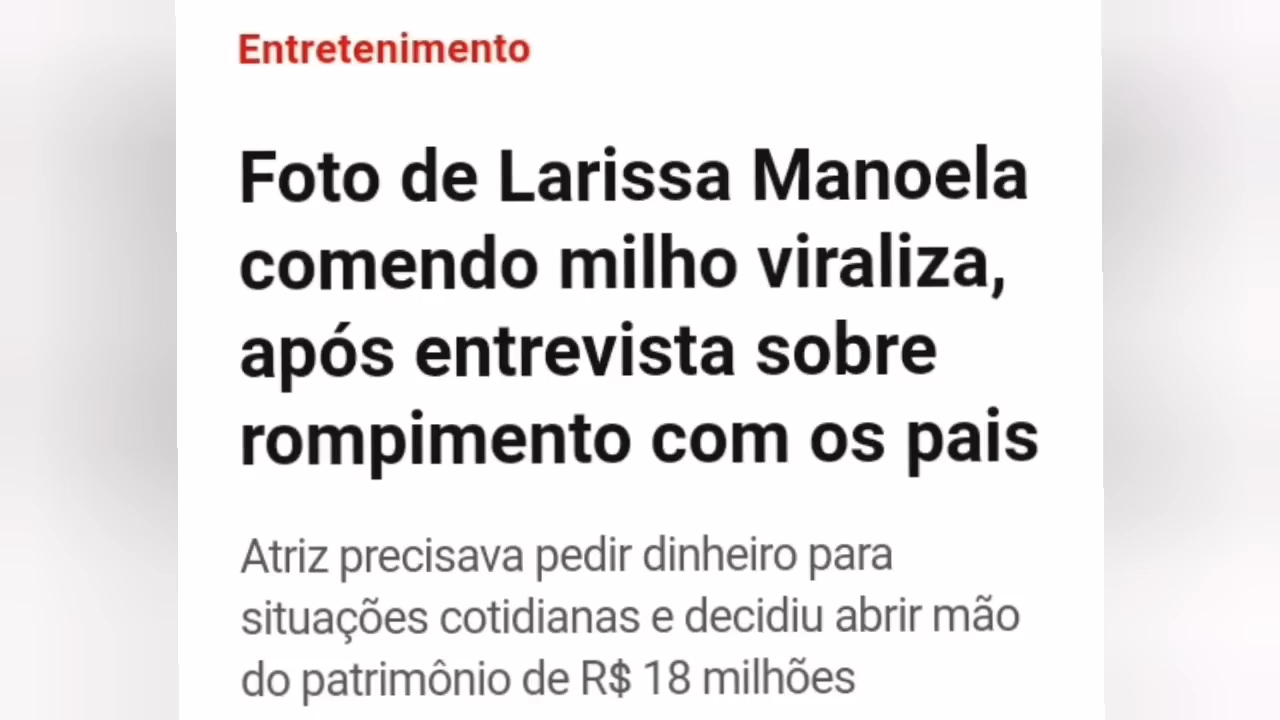 Entretenimento
Foto de Larissa Manoela
comendo milho viraliza,
após entrevista sobre
rompimento com os pais
Atriz precisava pedir dinheiro para
situações cotidianas e decidiu abrir mão
do patrimônio de R$ 18 milhões